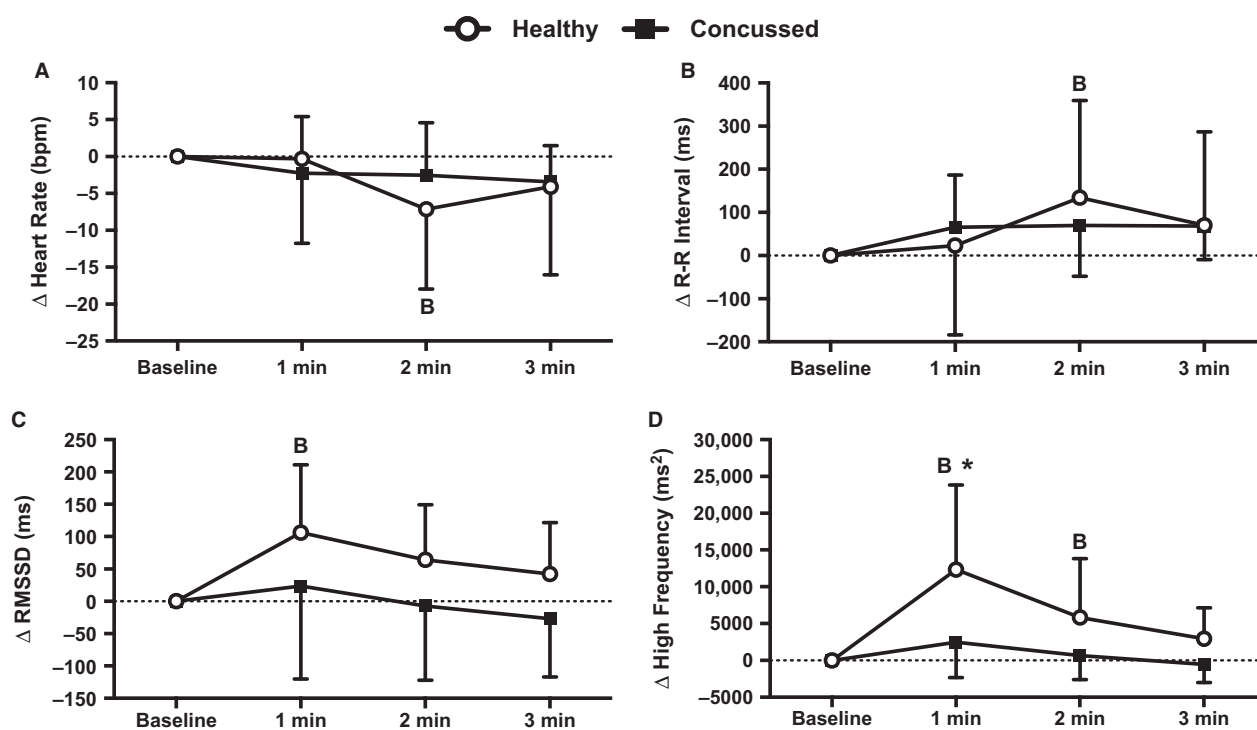 Healthy Concussed
A
B
10
5
0
–5
–10
–15
–20
–25
Δ Heart Rate (bpm)
B
Baseline 1 min 2 min 3 min
400
300
200
100
0
–100
–200
Δ R-R Interval (ms)
B
Baseline 1 min 2 min 3 min
C
D
250
200
150
100
50
0
–50
–100
–150
Δ RMSSD (ms)
B
Baseline 1 min 2 min 3 min
30,000
25,000
20,000
15,000
10,000
5000
0
–5000
Δ High Frequency (ms²)
B *
B
Baseline 1 min 2 min 3 min